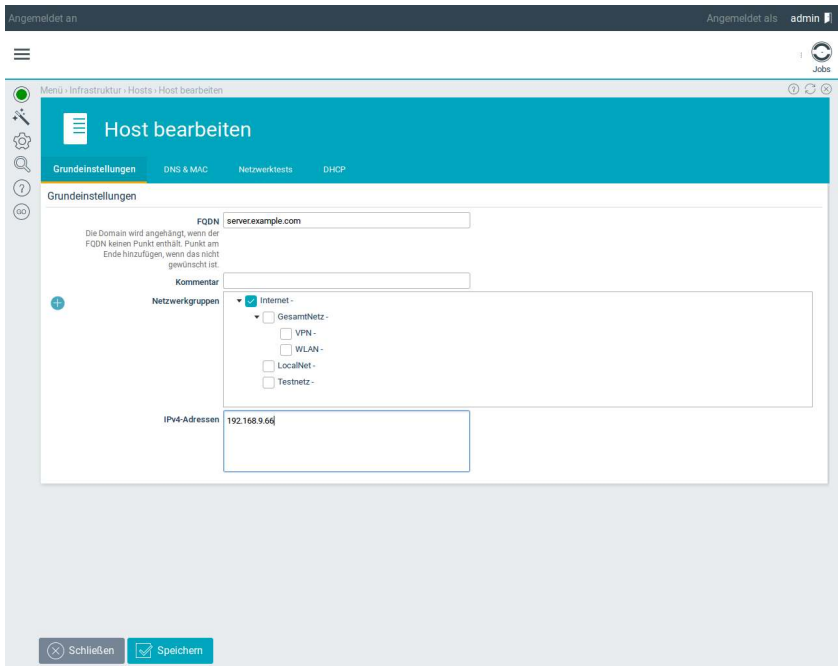 Angemeldet an
Angemeldet als admin
Jobs
Menü › Infrastruktur › Hosts › Host bearbeiten
Host bearbeiten
Grundeinstellungen DNS & MAC Netzwerktests DHCP
Grundeinstellungen
FQDN server.example.com
Die Domain wird angehängt, wenn der
FQDN keinen Punkt enthält. Punkt am
Ende hinzufügen, wenn das nicht
gewünscht ist.
Kommentar
Netzwerkgruppen Internet -
GesamtNetz -
VPN -
WLAN -
LocalNet -
Testnetz -
IPv4-Adressen 192.168.9.66
GO
Schließen Speichern